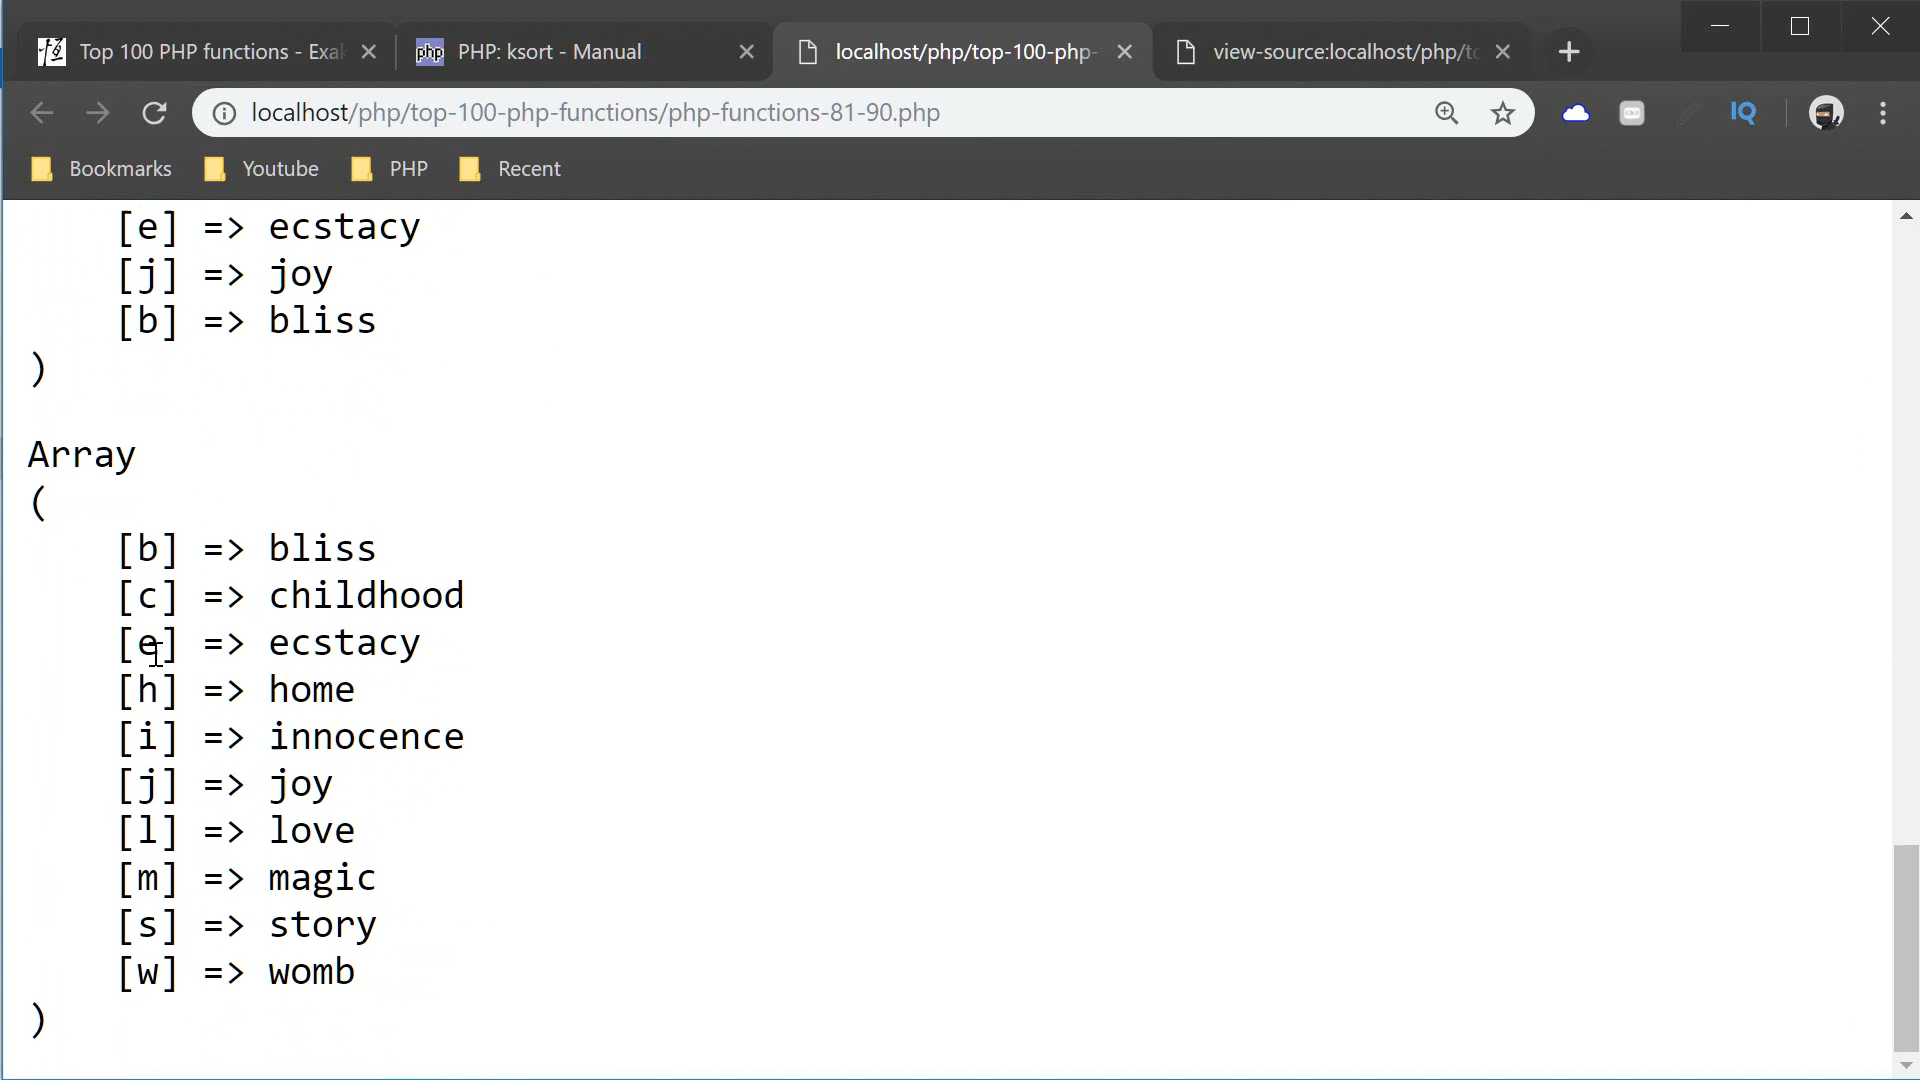 Top 100 PHP functions - Exak
PHP: ksort - Manual
localhost/php/top-100-php-
view-source:localhost/php/to
localhost/php/top-100-php-functions/php-functions-81-90.php
IQ
Bookmarks
Youtube
PHP
Recent
[e] => ecstacy
[j] => joy
[b] => bliss
)
Array
(
[b] => bliss
[c] => childhood
[e] => ecstacy
[h] => home
[i] => innocence
[j] => joy
[l] => love
[m] => magic
[s] => story
[w] => womb
)